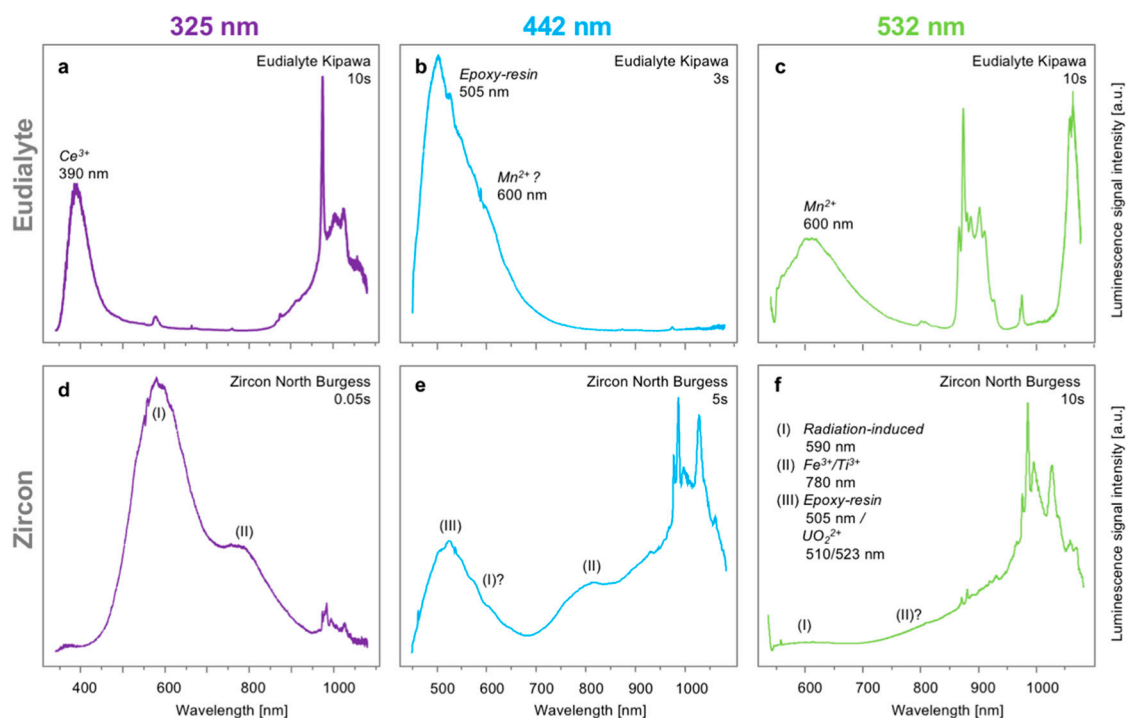 325 nm
442 nm
532 nm
Eudialyte
a
Eudialyte Kipawa
10s
Ce³⁺
390 nm
b
Eudialyte Kipawa
3s
Epoxy-resin
505 nm
Mn²⁺ ?
600 nm
c
Eudialyte Kipawa
10s
Mn²⁺
600 nm
Luminescence signal intensity [a.u.]
Zircon
d
Zircon North Burgess
0.05s
(I)
(II)
e
Zircon North Burgess
5s
(III)
(I)?
(II)
f
Zircon North Burgess
10s
(I) Radiation-induced
590 nm
(II) Fe³⁺/Ti³⁺
780 nm
(III) Epoxy-resin
505 nm /
UO₂²⁺
510/523 nm
(I)
(II)?
Luminescence signal intensity [a.u.]
400 500 600 700 800 900 1000
500 600 700 800 900 1000
600 700 800 900 1000
Wavelength [nm]
Wavelength [nm]
Wavelength [nm]